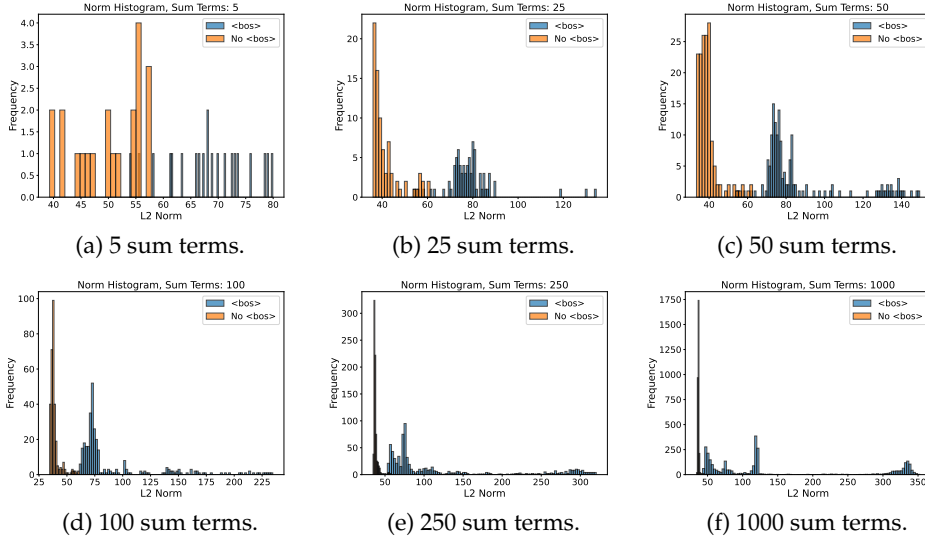 Norm Histogram, Sum Terms: 5
4.0
3.5
3.0
2.5
2.0
1.5
1.0
0.5
0.0
Frequency
<bos>
No <bos>
40 45 50 55 60 65 70 75 80
L2 Norm
(a) 5 sum terms.
Norm Histogram, Sum Terms: 25
20
15
10
5
0
Frequency
<bos>
No <bos>
40 60 80 100 120
L2 Norm
(b) 25 sum terms.
Norm Histogram, Sum Terms: 50
25
20
15
10
5
0
Frequency
<bos>
No <bos>
40 60 80 100 120 140
L2 Norm
(c) 50 sum terms.
Norm Histogram, Sum Terms: 100
100
80
60
40
20
0
Frequency
<bos>
No <bos>
25 50 75 100 125 150 175 200 225
L2 Norm
(d) 100 sum terms.
Norm Histogram, Sum Terms: 250
300
250
200
150
100
50
0
Frequency
<bos>
No <bos>
50 100 150 200 250 300
L2 Norm
(e) 250 sum terms.
Norm Histogram, Sum Terms: 1000
1750
1500
1250
1000
750
500
250
0
Frequency
<bos>
No <bos>
50 100 150 200 250 300 350
L2 Norm
(f) 1000 sum terms.